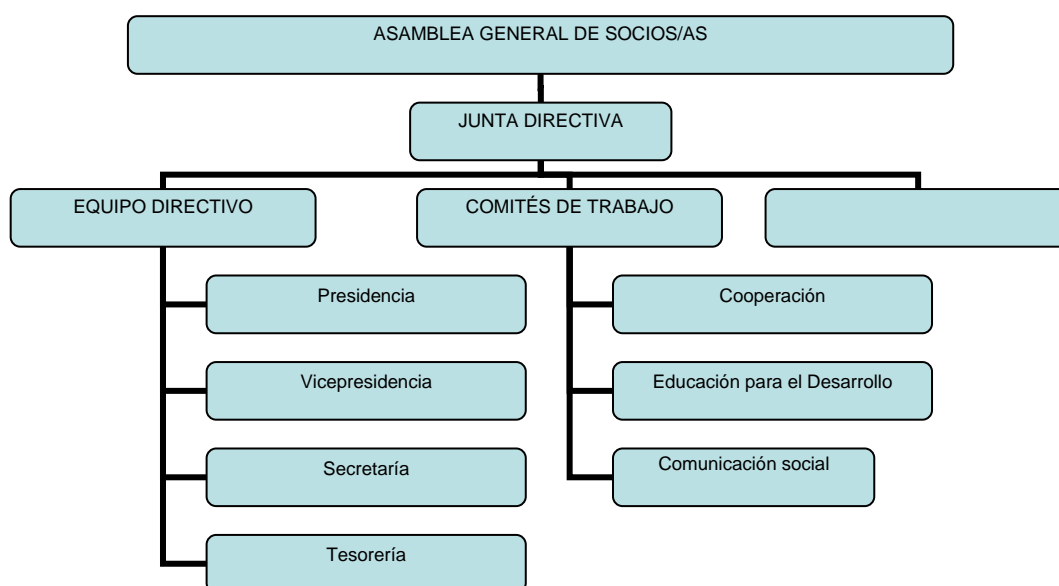 ASAMBLEA GENERAL DE SOCIOS/AS
JUNTA DIRECTIVA
EQUIPO DIRECTIVO
COMITÉS DE TRABAJO
Presidencia
Cooperación
Vicepresidencia
Educación para el Desarrollo
Secretaría
Comunicación social
Tesorería